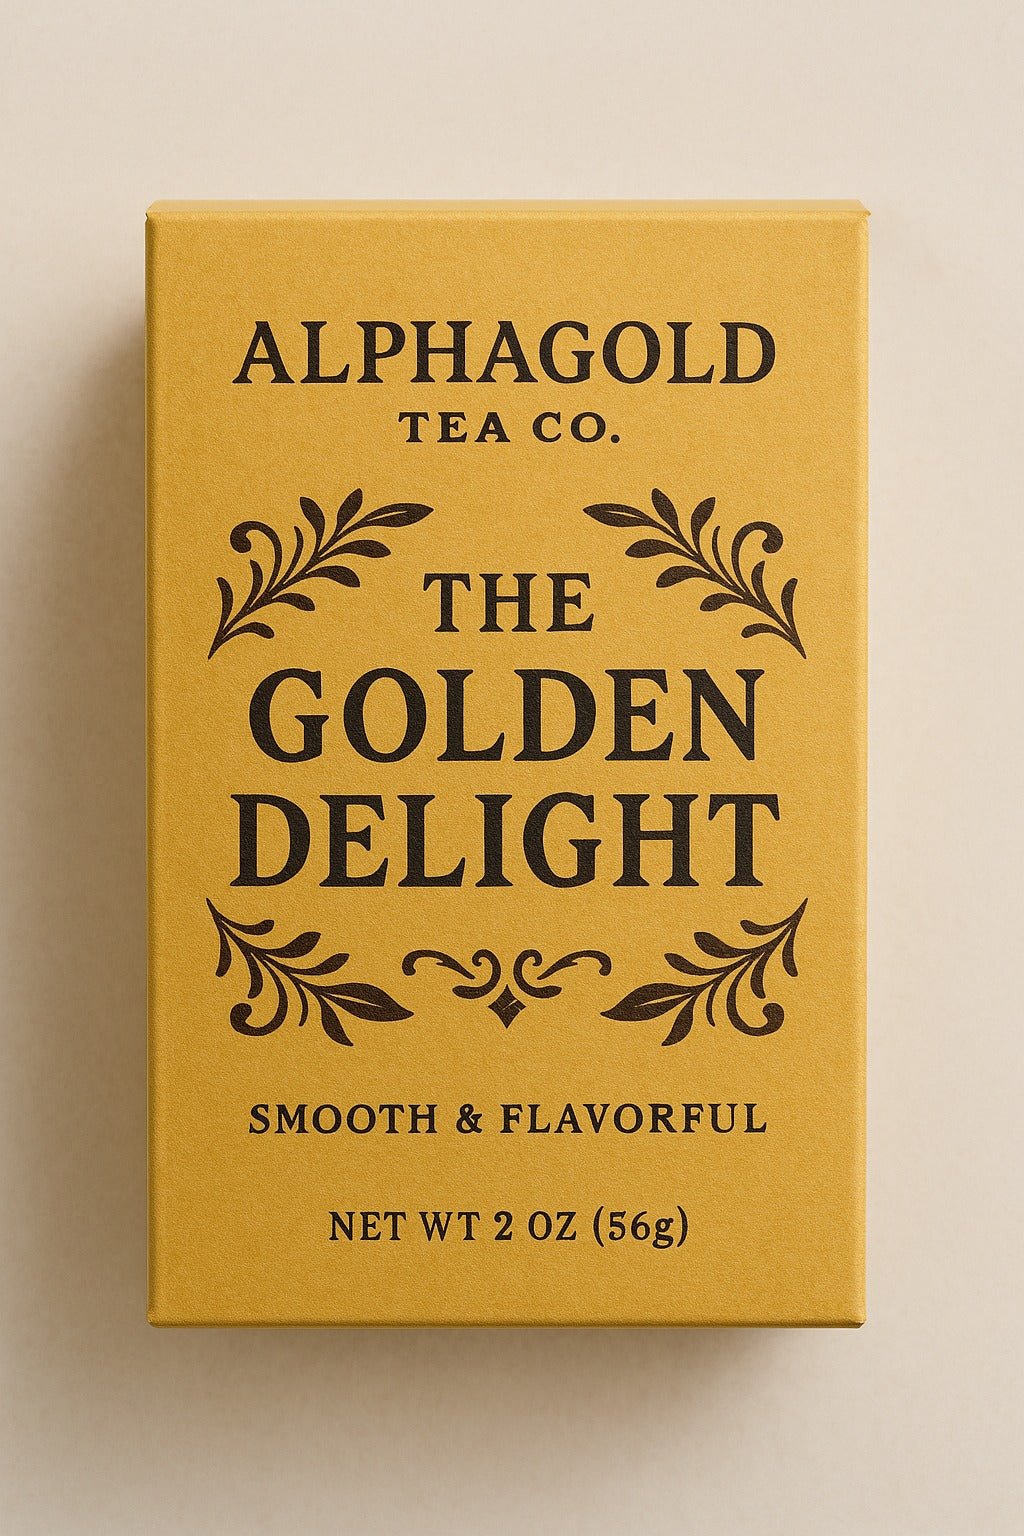 ALPHAGOLD
TEA CO.
THE
GOLDEN
DELIGHT
SMOOTH & FLAVORFUL
NET WT 2 OZ (56g)